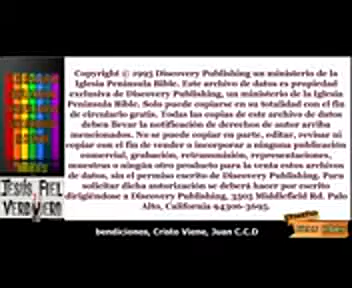 Copyright © 1995 Discovery Publishing un ministerio de la
Iglesia Peninsula Bible. Este archivo de datos es propiedad
exclusiva de Discovery Publishing, un ministerio de la Iglesia
Peninsula Bible. Solo puede copiarse en su totalidad con el fin
de circularlo gratis. Todas las copias de este archivo de datos
deben llevar la notificación de derechos de autor arriba
mencionados. No se puede copiar en parte, editar, revisar ni
copiar con el fin de vender o incorporar a ninguna publicación
comercial, grabación, retransmisión, representaciones,
muestras o ningún otro producto para la venta estos archivos
de datos, sin el permiso escrito de Discovery Publishing. Para
solicitar dicha autorización se deberá hacer por escrito
dirigiéndose a Discovery Publishing, 3505 Middlefield Rd. Palo
Alto, California 94306-3695.
JESÚS FIEL
VERDADERO
bendiciones, Cristo Viene, Juan C.C.D